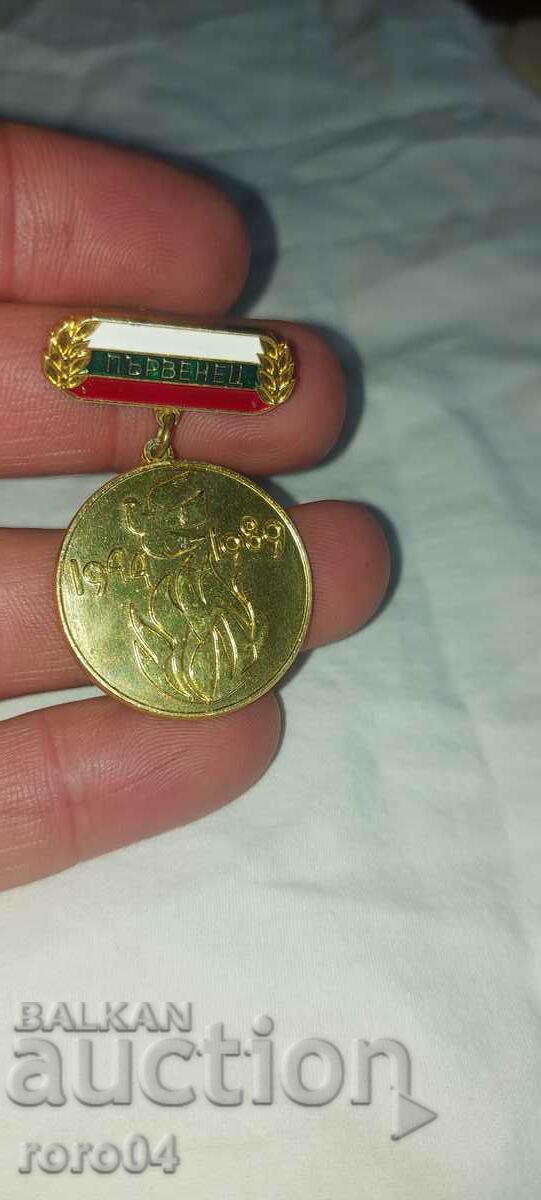 ПЪРВЕНЕЦ
1944 1989
BALKAN
auction
roro04